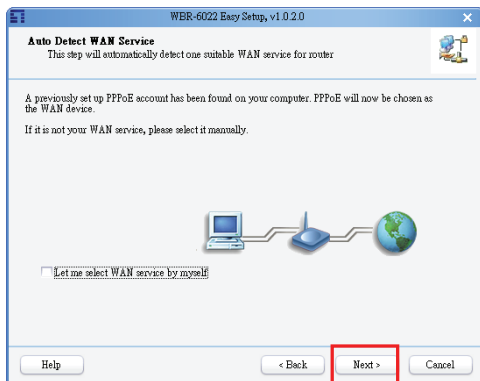 WBR-6022 Easy Setup, v1.0.2.0
Auto Detect WAN Service
This step will automatically detect one suitable WAN service for router
A previously set up PPPoE account has been found on your computer. PPPoE will now be chosen as
the WAN device.
If it is not your WAN service, please select it manually.
Let me select WAN service by myself
Help
< Back
Next >
Cancel